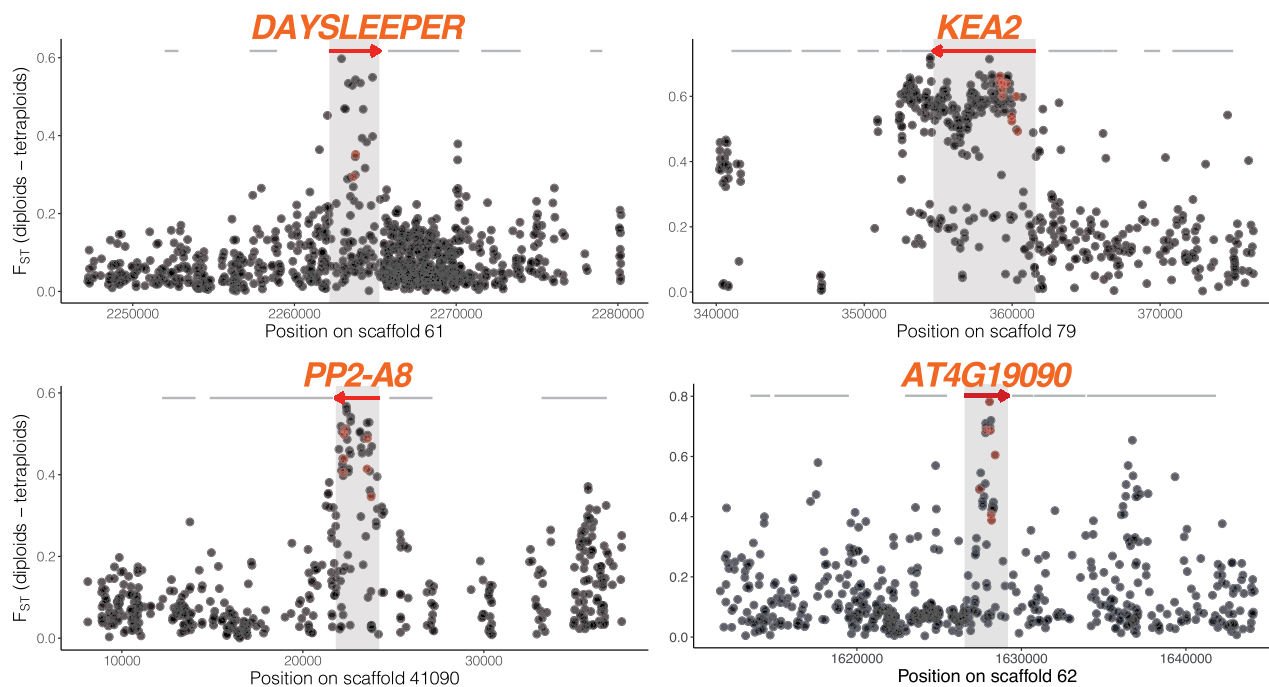 DAYSLEEPER
KEA2
F_ST (diploids – tetraploids)
0.6
0.4
0.2
0.0
2250000 2260000 2270000 2280000
Position on scaffold 61
0.6
0.4
0.2
0.0
340000 350000 360000 370000
Position on scaffold 79
PP2-A8
AT4G19090
F_ST (diploids – tetraploids)
0.6
0.4
0.2
0.0
10000 20000 30000
Position on scaffold 41090
0.8
0.6
0.4
0.2
0.0
1620000 1630000 1640000
Position on scaffold 62